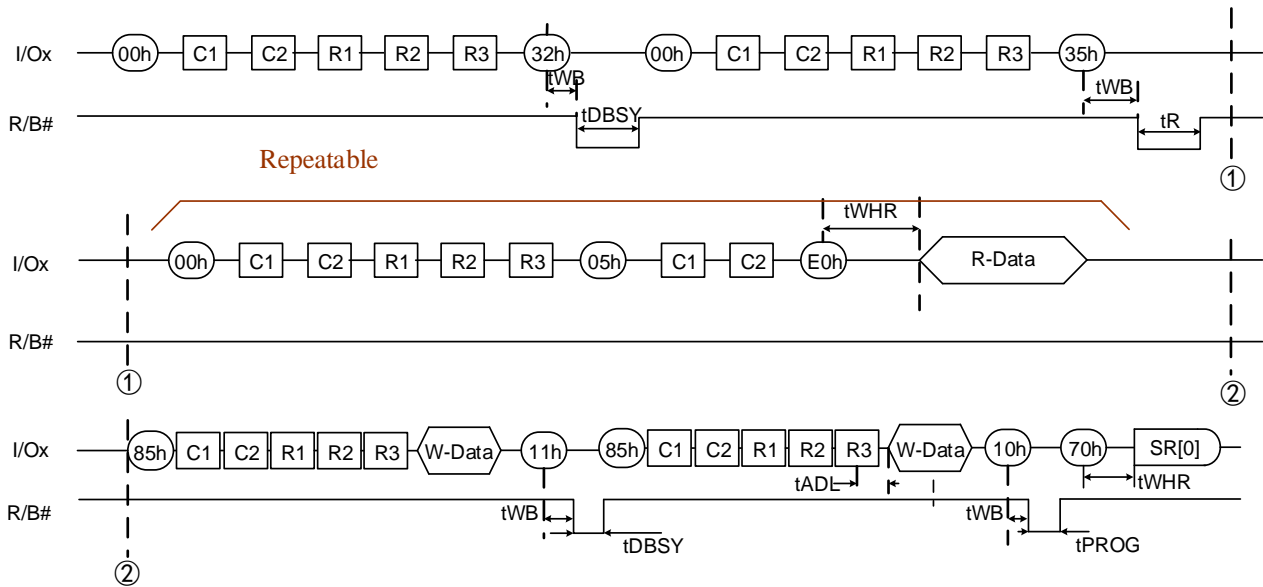 I/Ox 00h C1 C2 R1 R2 R3 32h 00h C1 C2 R1 R2 R3 35h
tWB tWB
R/B# tDBSY tR
Repeatable ①
tWHR
I/Ox 00h C1 C2 R1 R2 R3 05h C1 C2 E0h R-Data
R/B#
① ②
I/Ox 85h C1 C2 R1 R2 R3 W-Data 11h 85h C1 C2 R1 R2 R3 W-Data 10h 70h SR[0]
tADL tWHR
R/B# tWB tWB
tDBSY tPROG
②